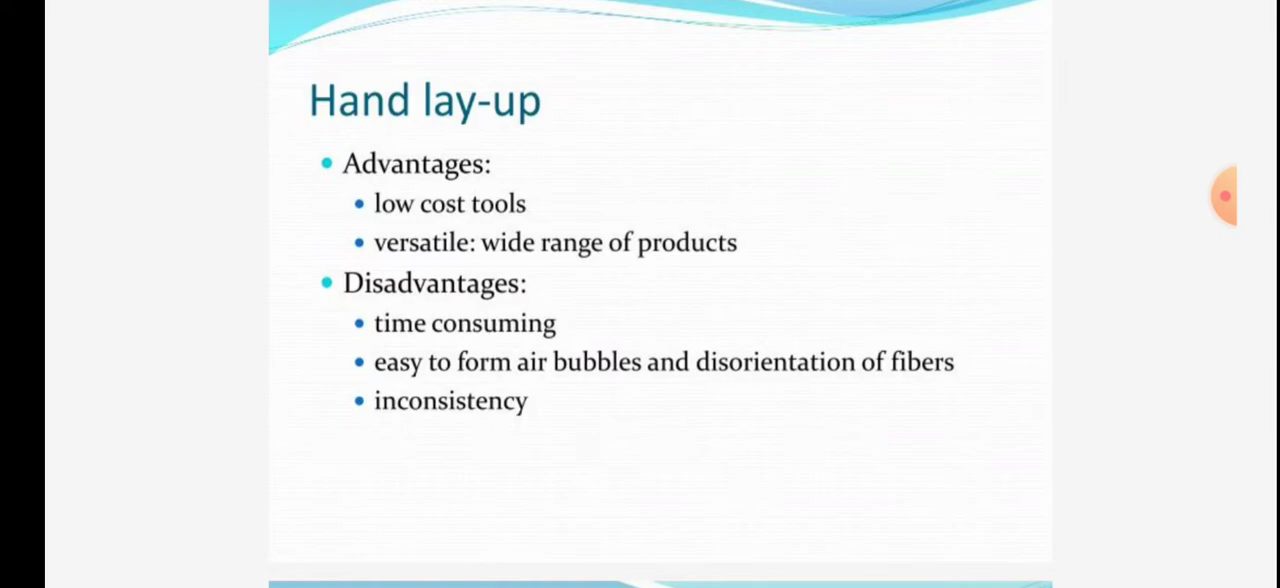 Hand lay-up
Advantages:
low cost tools
versatile: wide range of products
Disadvantages:
time consuming
easy to form air bubbles and disorientation of fibers
inconsistency